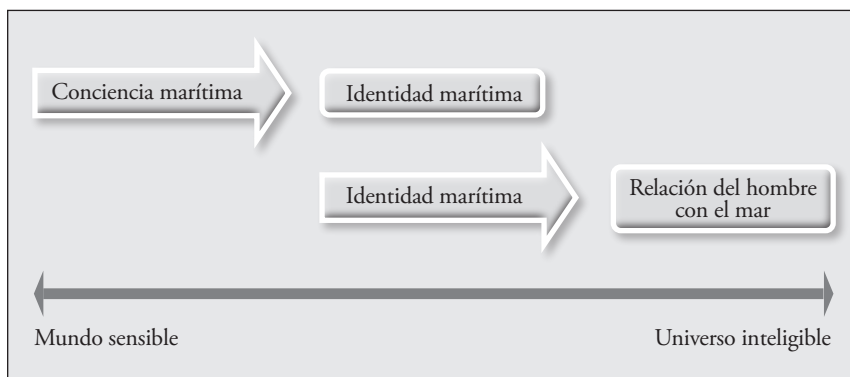 Conciencia marítima
Identidad marítima
Identidad marítima
Relación del hombre
con el mar
Mundo sensible
Universo inteligible